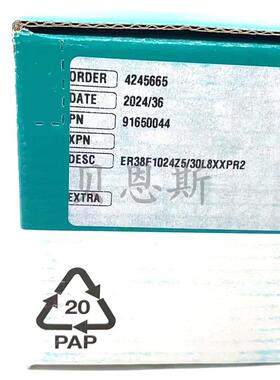 ORDER 4245665
DATE 2024/36
PN 91650044
XPN
DESC ER38F1024Z5/30L8XXPR2
贝恩斯
EXTRA
20
PAP